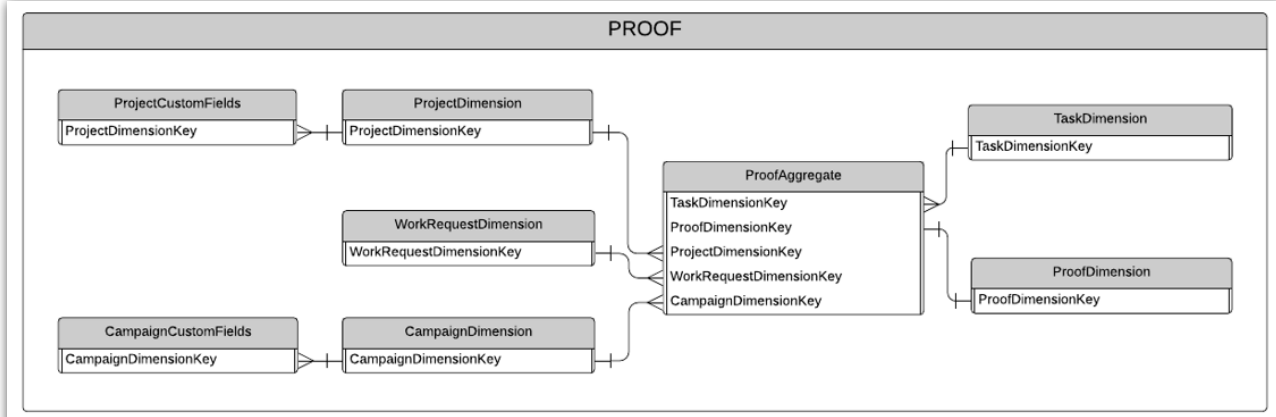 PROOF
ProjectCustomFields
ProjectDimensionKey
ProjectDimension
ProjectDimensionKey
WorkRequestDimension
WorkRequestDimensionKey
CampaignCustomFields
CampaignDimensionKey
CampaignDimension
CampaignDimensionKey
ProofAggregate
TaskDimensionKey
ProofDimensionKey
ProjectDimensionKey
WorkRequestDimensionKey
CampaignDimensionKey
TaskDimension
TaskDimensionKey
ProofDimension
ProofDimensionKey